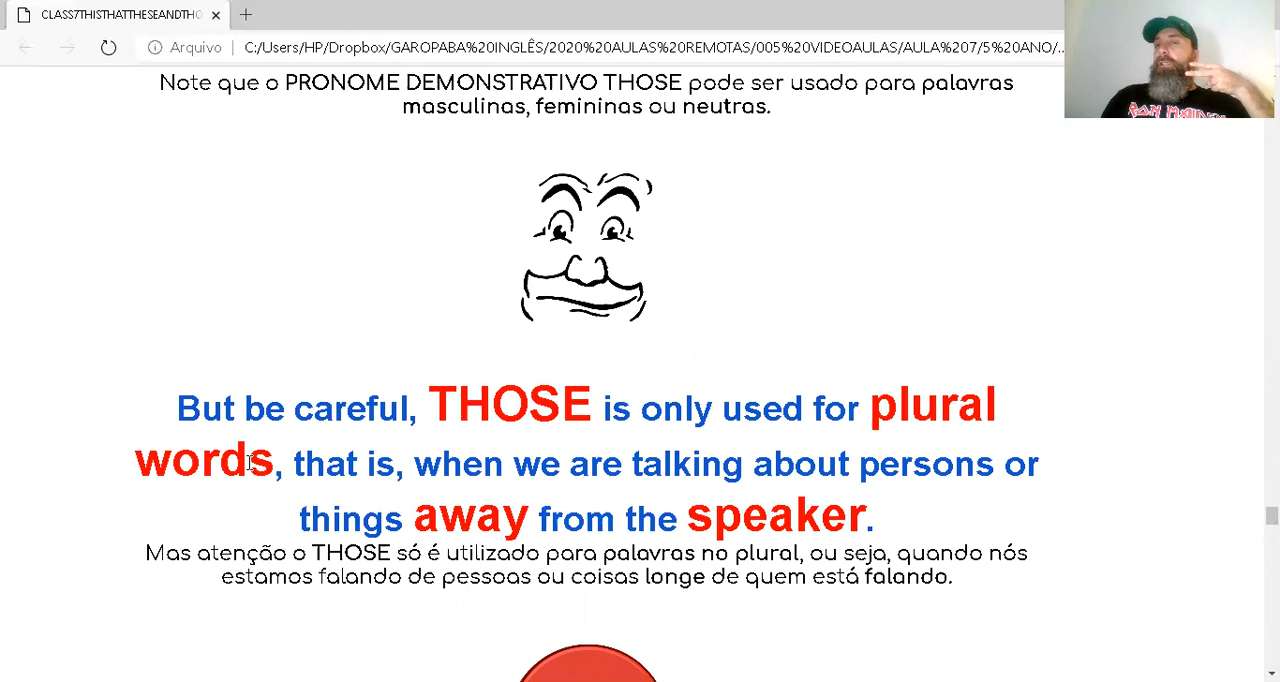 CLASS7THISTHATTHESEANDTHO
Arquivo
C:/Users/HP/Dropbox/GAROPABA%20INGLÊS/2020%20AULAS%20REMOTAS/005%20VIDEOAULAS/AULA%207/5%20ANO/...
Note que o PRONOME DEMONSTRATIVO THOSE pode ser usado para palavras
masculinas, femininas ou neutras.
But be careful, THOSE is only used for plural
words, that is, when we are talking about persons or
things away from the speaker.
Mas atenção o THOSE só é utilizado para palavras no plural, ou seja, quando nós
estamos falando de pessoas ou coisas longe de quem está falando.
IRON MAIDEN